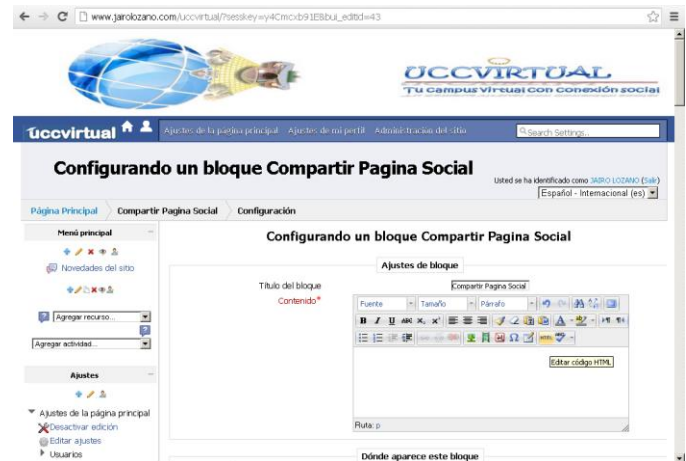 www.jairolozano.com/uccvirtual/?sesskey=y4Cmcxb91E&bui_editid=43
UCCVIRTUAL
Tu campus virtual con conexión social
uccvirtual Ajustes de la página principal Ajustes de mi perfil Administracion del sitio Search Settings..
Configurando un bloque Compartir Pagina Social
Usted se ha identificado como JAIRO LOZANO (Salir)
Español - Internacional (es)
Página Principal Compartir Pagina Social Configuración
Menú principal
Novedades del sitio
Agregar recurso...
Agregar actividad...
Ajustes
Ajustes de la página principal
Desactivar edición
Editar ajustes
Usuarios
Configurando un bloque Compartir Pagina Social
Ajustes de bloque
Título del bloque Compartir Pagina Social
Contenido*
Fuente Tamaño Párrafo
B I U ABC
HTML
Editar código HTML
Ruta: p
Dónde aparece este bloque